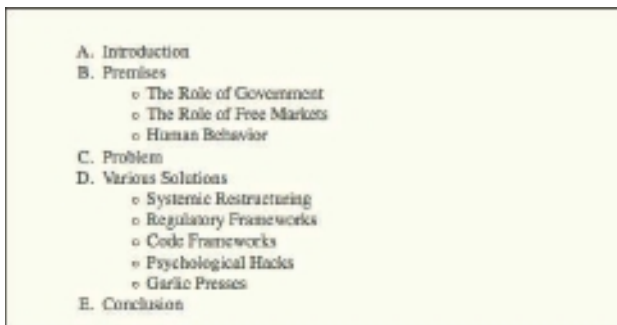 A. Introduction
B. Premises
○ The Role of Government
○ The Role of Free Markets
○ Human Behavior
C. Problem
D. Various Solutions
○ Systemic Restructuring
○ Regulatory Frameworks
○ Code Frameworks
○ Psychological Hacks
○ Garlic Presses
E. Conclusion